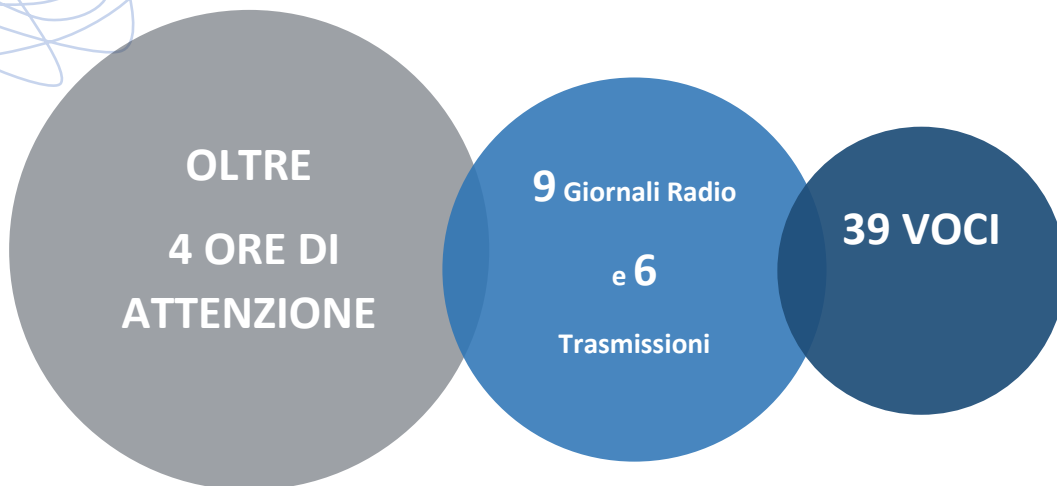 OLTRE
4 ORE DI
ATTENZIONE
9 Giornali Radio
e 6
Trasmissioni
39 VOCI